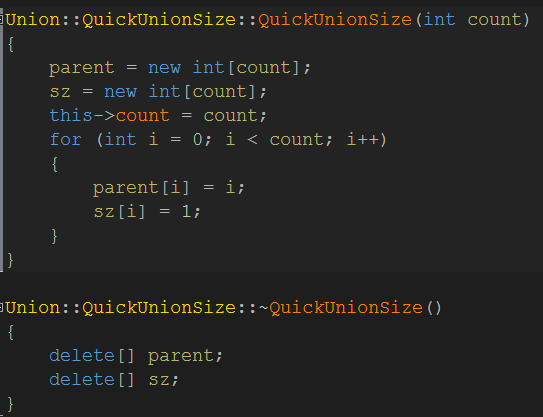 Union::QuickUnionSize::QuickUnionSize(int count)
{
    parent = new int[count];
    sz = new int[count];
    this->count = count;
    for (int i = 0; i < count; i++)
    {
        parent[i] = i;
        sz[i] = 1;
    }
}
Union::QuickUnionSize::~QuickUnionSize()
{
    delete[] parent;
    delete[] sz;
}